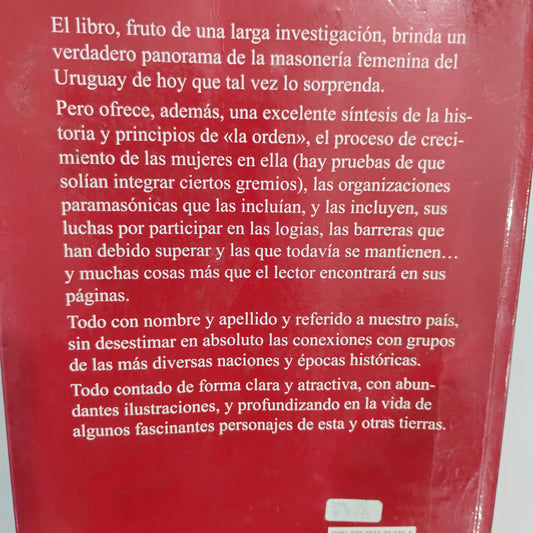 El libro, fruto de una larga investigación, brinda un
verdadero panorama de la masonería femenina del
Uruguay de hoy que tal vez lo sorprenda.
Pero ofrece, además, una excelente síntesis de la his-
toria y principios de «la orden», el proceso de creci-
miento de las mujeres en ella (hay pruebas de que
solían integrar ciertos gremios), las organizaciones
paramasónicas que las incluían, y las incluyen, sus
luchas por participar en las logias, las barreras que
han debido superar y las que todavía se mantienen...
y muchas cosas más que el lector encontrará en sus
páginas.
Todo con nombre y apellido y referido a nuestro país,
sin desestimar en absoluto las conexiones con grupos
de las más diversas naciones y épocas históricas.
Todo contado de forma clara y atractiva, con abun-
dantes ilustraciones, y profundizando en la vida de
algunos fascinantes personajes de esta y otras tierras.